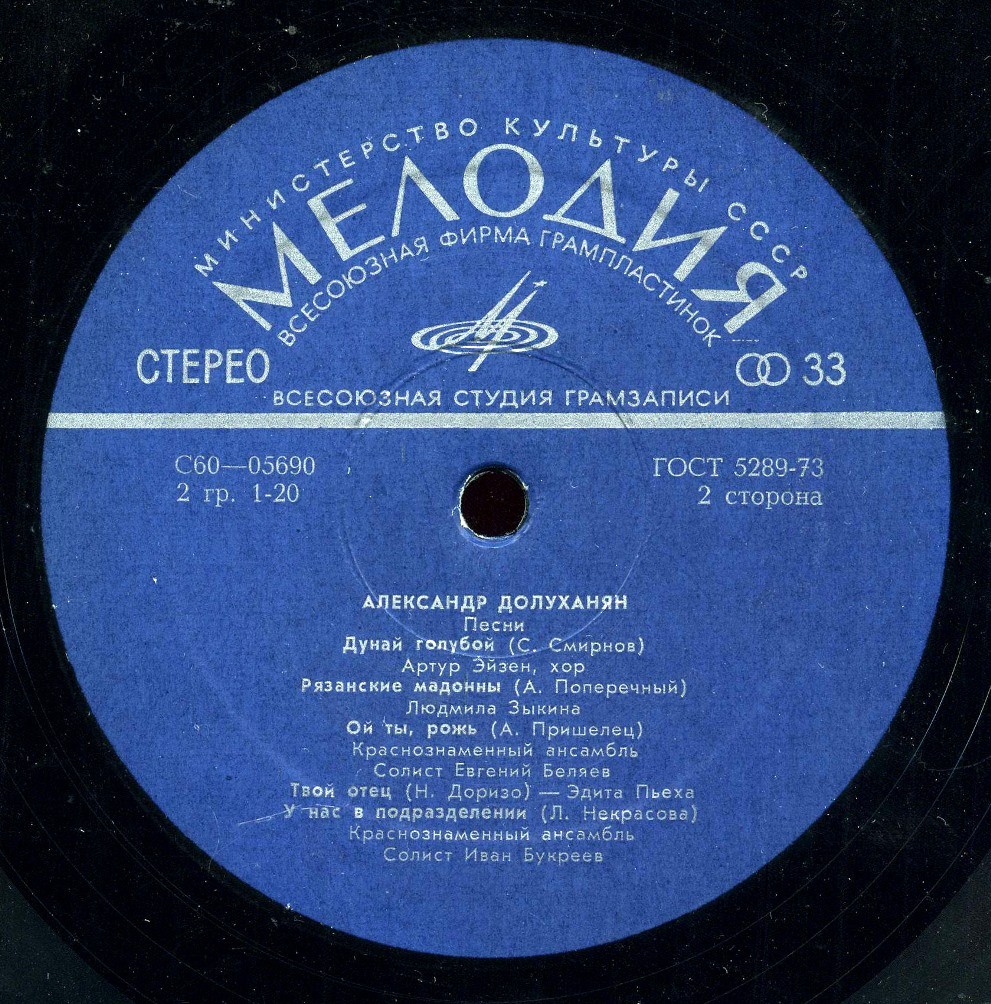 МИНИСТЕРСТВО КУЛЬТУРЫ СССР
МЕЛОДИЯ
ВСЕСОЮЗНАЯ ФИРМА ГРАМПЛАСТИНОК
СТЕРЕО
33
ВСЕСОЮЗНАЯ СТУДИЯ ГРАМЗАПИСИ
С60—05690
ГОСТ 5289-73
2 гр. 1-20
2 сторона
АЛЕКСАНДР ДОЛУХАНЯН
Песни
Дунай голубой (С. Смирнов)
Артур Эйзен, хор
Рязанские мадонны (А. Поперечный)
Людмила Зыкина
Ой ты, рожь (А. Пришелец)
Краснознаменный ансамбль
Солист Евгений Беляев
Твой отец (Н. Доризо) — Эдита Пьеха
У нас в подразделении (Л. Некрасова)
Краснознаменный ансамбль
Солист Иван Букреев